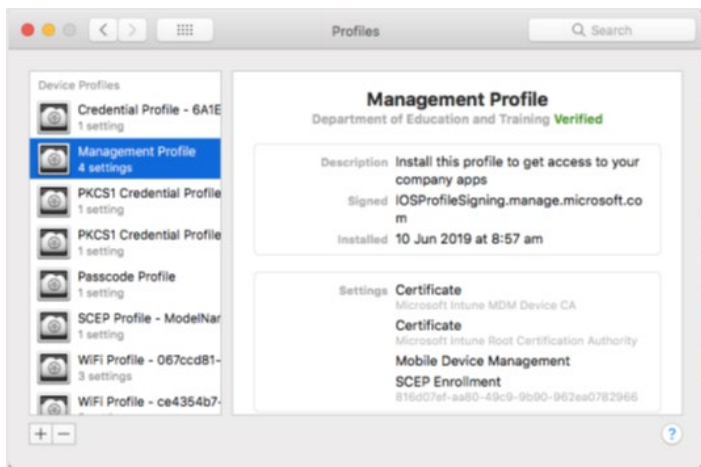 Profiles
Search
Device Profiles
Credential Profile - 6A1E
1 setting
Management Profile
4 settings
PKCS1 Credential Profile
1 setting
PKCS1 Credential Profile
1 setting
Passcode Profile
1 setting
SCEP Profile - ModelNar
1 setting
WiFi Profile - 067ccd81-
3 settings
WiFi Profile - ce4354b7-
Management Profile
Department of Education and Training Verified
Description Install this profile to get access to your
company apps
Signed IOSProfileSigning.manage.microsoft.co
m
Installed 10 Jun 2019 at 8:57 am
Settings Certificate
Microsoft Intune MDM Device CA
Certificate
Microsoft Intune Root Certification Authority
Mobile Device Management
SCEP Enrollment
816d07ef-aa80-49c9-9b90-962ea0782966
+ −
?